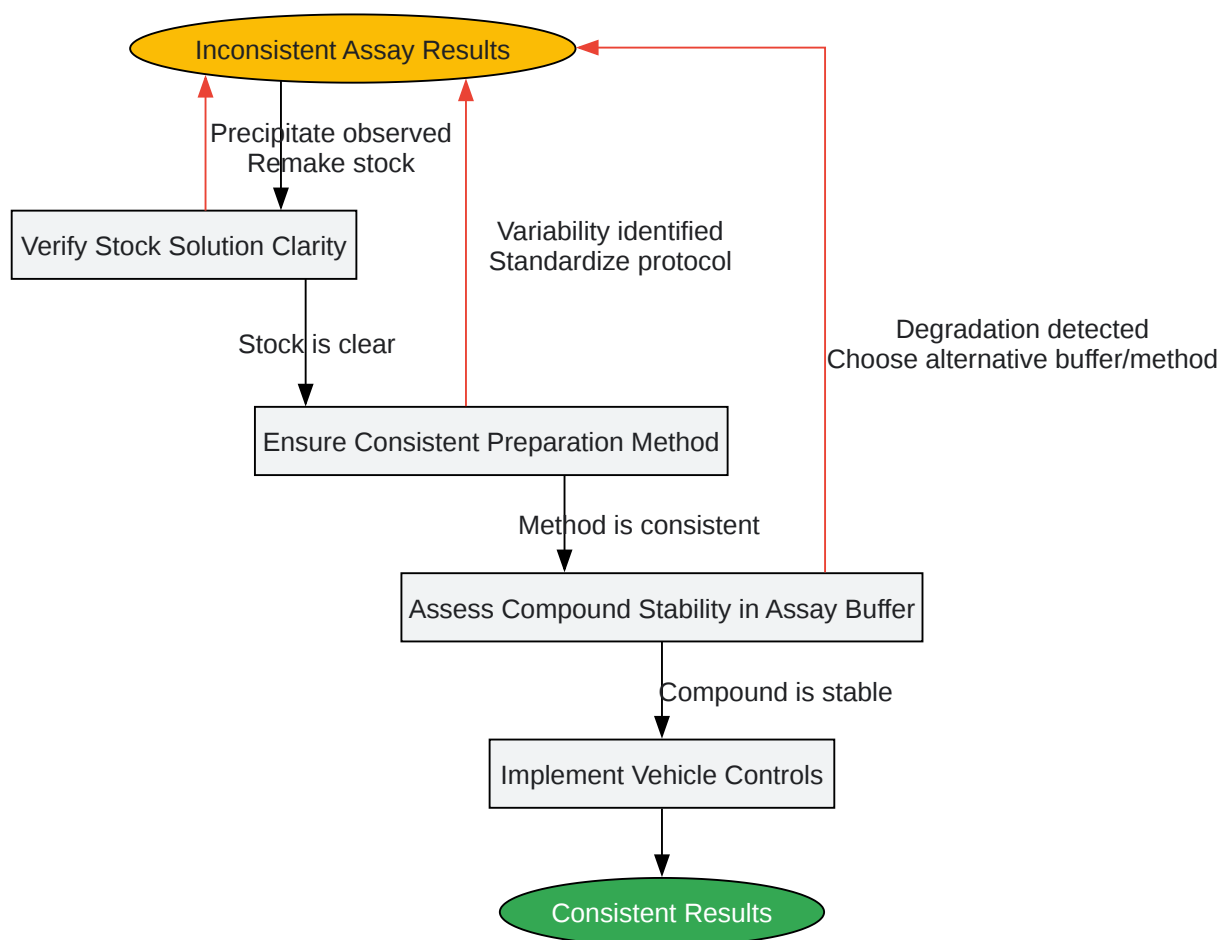 Inconsistent Assay Results
Precipitate observed
Remake stock
Verify Stock Solution Clarity
Variability identified
Standardize protocol
Stock is clear
Degradation detected
Choose alternative buffer/method
Ensure Consistent Preparation Method
Method is consistent
Assess Compound Stability in Assay Buffer
Compound is stable
Implement Vehicle Controls
Consistent Results